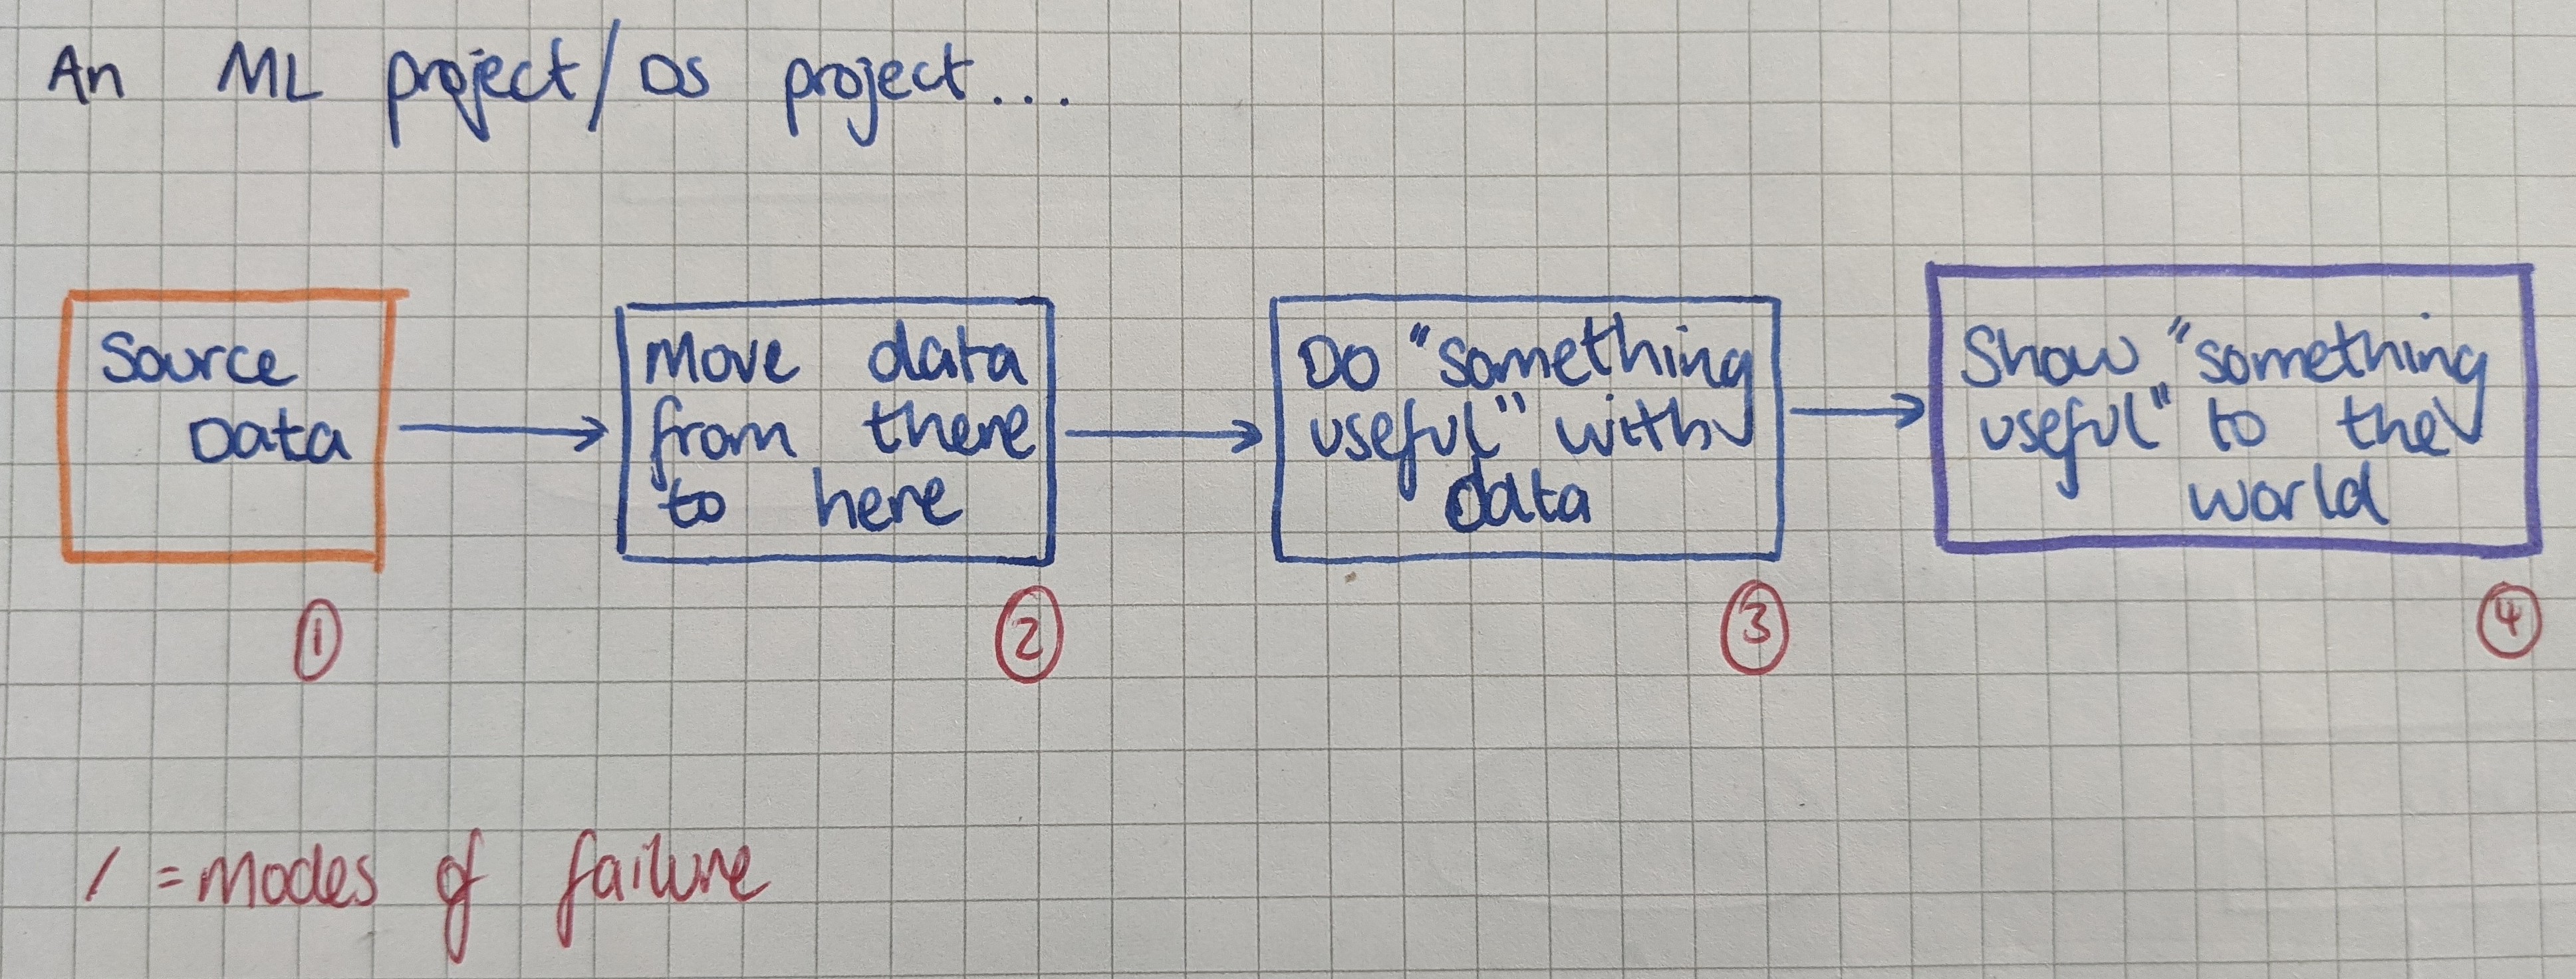 An ML project/DS project...
Source
Data
Move data
from there
to here
Do "something
useful" with
data
Show "something
useful" to the
world
1
2
3
4
/ = modes of failure